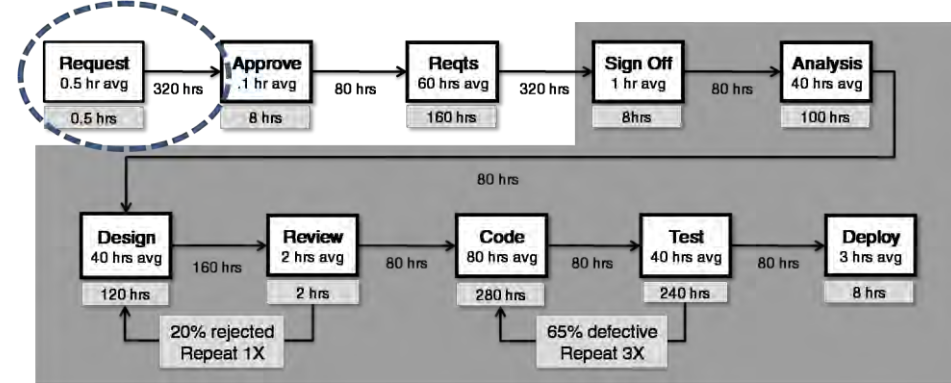 Request
0.5 hr avg
0.5 hrs
320 hrs
Approve
.1 hr avg
8 hrs
80 hrs
Reqts
60 hrs avg
160 hrs
320 hrs
Sign Off
1 hr avg
8hrs
80 hrs
Analysis
40 hrs avg
100 hrs
80 hrs
Design
40 hrs avg
120 hrs
160 hrs
Review
2 hrs avg
2 hrs
80 hrs
Code
80 hrs avg
280 hrs
80 hrs
Test
40 hrs avg
240 hrs
80 hrs
Deploy
3 hrs avg
8 hrs
20% rejected
Repeat 1X
65% defective
Repeat 3X